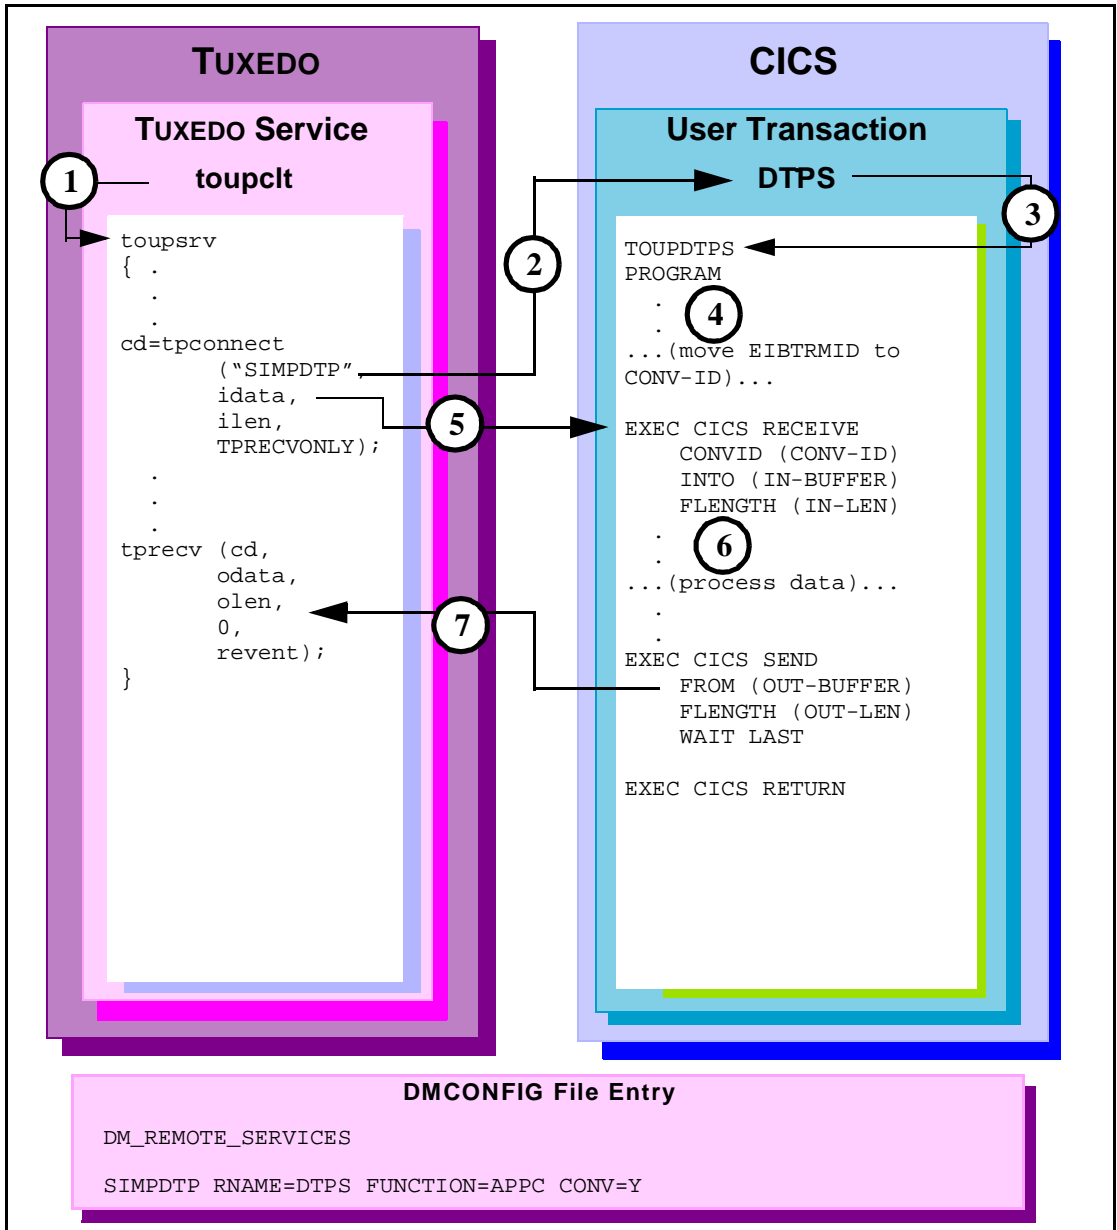 TUXEDO
TUXEDO Service
toupclt
1
toupsrv
{ .
.
.
cd=tpconnect
(“SIMPDTP”,
idata,
ilen,
TPRECVONLY);
.
.
.
tprecv (cd,
odata,
olen,
0,
revent);
}
2
5
7
CICS
User Transaction
DTPS
3
TOUPDTPS
PROGRAM
.
.
4
...(move EIBTRMID to
CONV-ID)...
EXEC CICS RECEIVE
CONVID (CONV-ID)
INTO (IN-BUFFER)
FLENGTH (IN-LEN)
.
.
6
...(process data)...
.
.
EXEC CICS SEND
FROM (OUT-BUFFER)
FLENGTH (OUT-LEN)
WAIT LAST
EXEC CICS RETURN
DMCONFIG File Entry
DM_REMOTE_SERVICES
SIMPDTP RNAME=DTPS FUNCTION=APPC CONV=Y